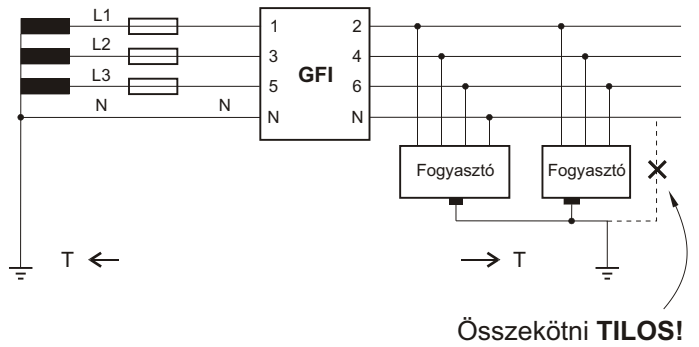 L1
1 2
L2
3 GFI 4
L3
5 6
N N N N
Fogyasztó Fogyasztó
T T
Összekötni TILOS!